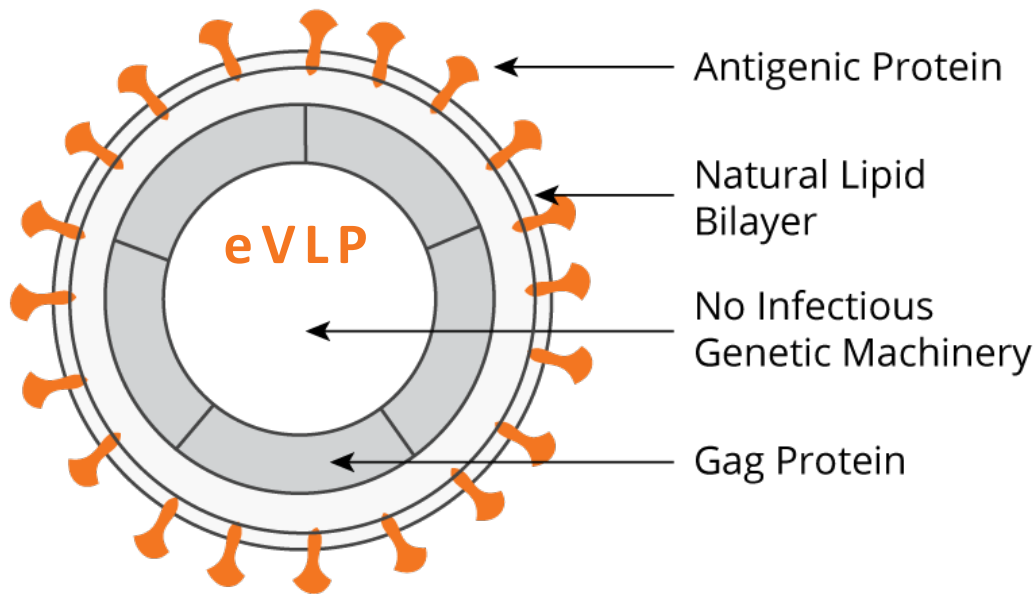 Antigenic Protein
Natural Lipid
Bilayer
eVLP
No Infectious
Genetic Machinery
Gag Protein